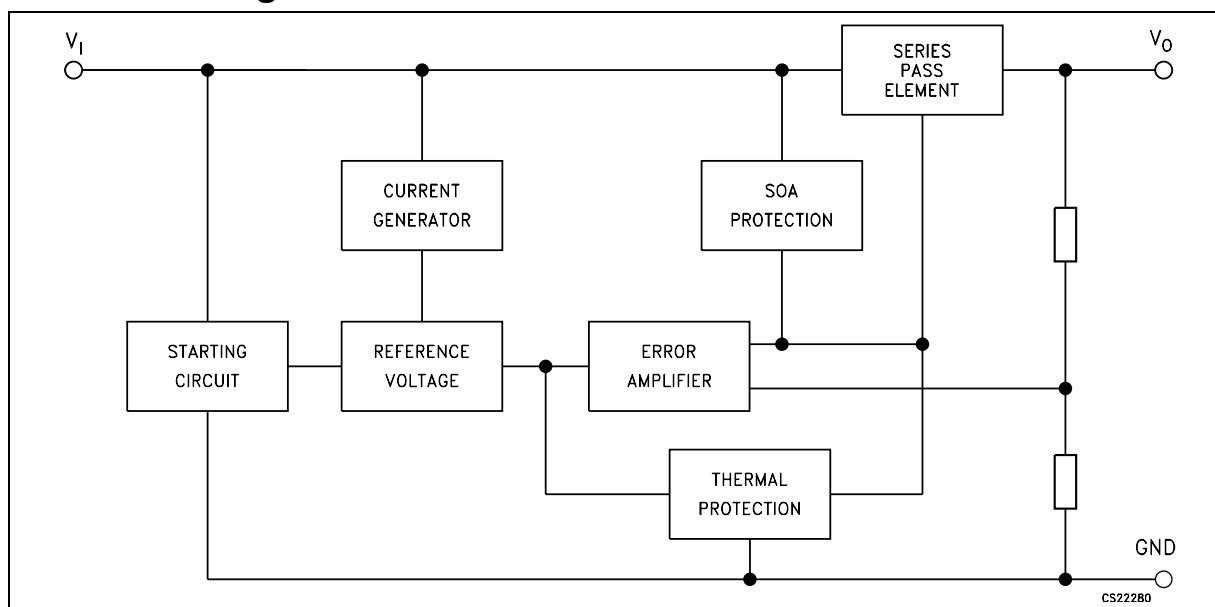 V_I
V_O
SERIES
PASS
ELEMENT
CURRENT
GENERATOR
SOA
PROTECTION
STARTING
CIRCUIT
REFERENCE
VOLTAGE
ERROR
AMPLIFIER
THERMAL
PROTECTION
GND
CS22280